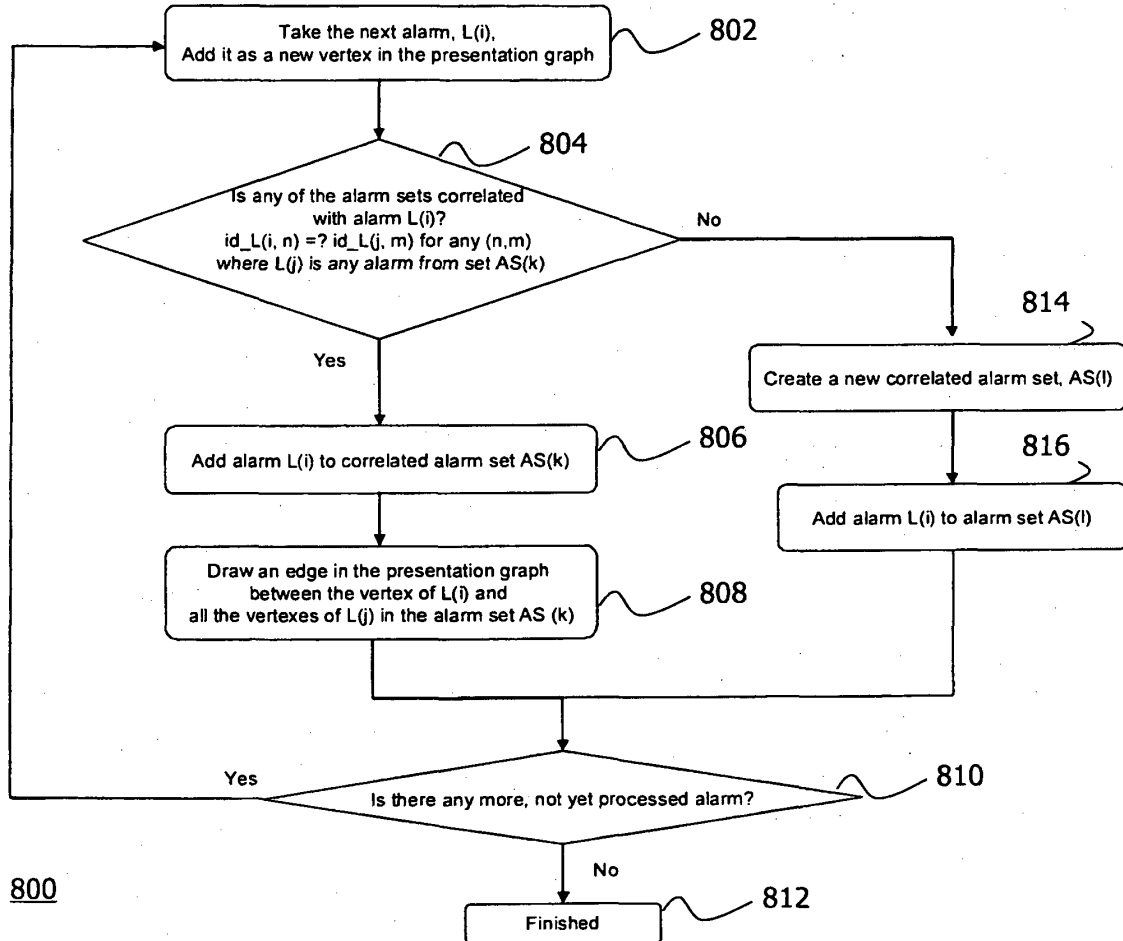 Take the next alarm, L(i),
Add it as a new vertex in the presentation graph
802
804
Is any of the alarm sets correlated
with alarm L(i)?
id_L(i, n) =? id_L(j, m) for any (n,m)
where L(j) is any alarm from set AS(k)
No
Yes
814
Create a new correlated alarm set, AS(l)
806
Add alarm L(i) to correlated alarm set AS(k)
816
Add alarm L(i) to alarm set AS(l)
Draw an edge in the presentation graph
between the vertex of L(i) and
all the vertexes of L(j) in the alarm set AS (k)
808
Yes
810
Is there any more, not yet processed alarm?
No
800
812
Finished